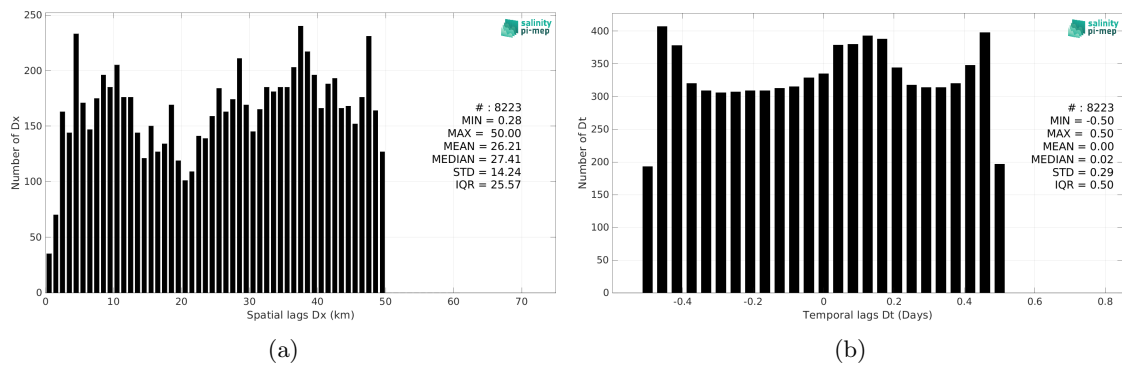 250
200
150
100
50
0
Number of Dx
0 10 20 30 40 50 60 70
Spatial lags Dx (km)
salinity
pi-mep
# : 8223
MIN = 0.28
MAX = 50.00
MEAN = 26.21
MEDIAN = 27.41
STD = 14.24
IQR = 25.57
(a)
400
350
300
250
200
150
100
50
0
Number of Dt
-0.4 -0.2 0 0.2 0.4 0.6 0.8
Temporal lags Dt (Days)
salinity
pi-mep
# : 8223
MIN = -0.50
MAX = 0.50
MEAN = 0.00
MEDIAN = 0.02
STD = 0.29
IQR = 0.50
(b)